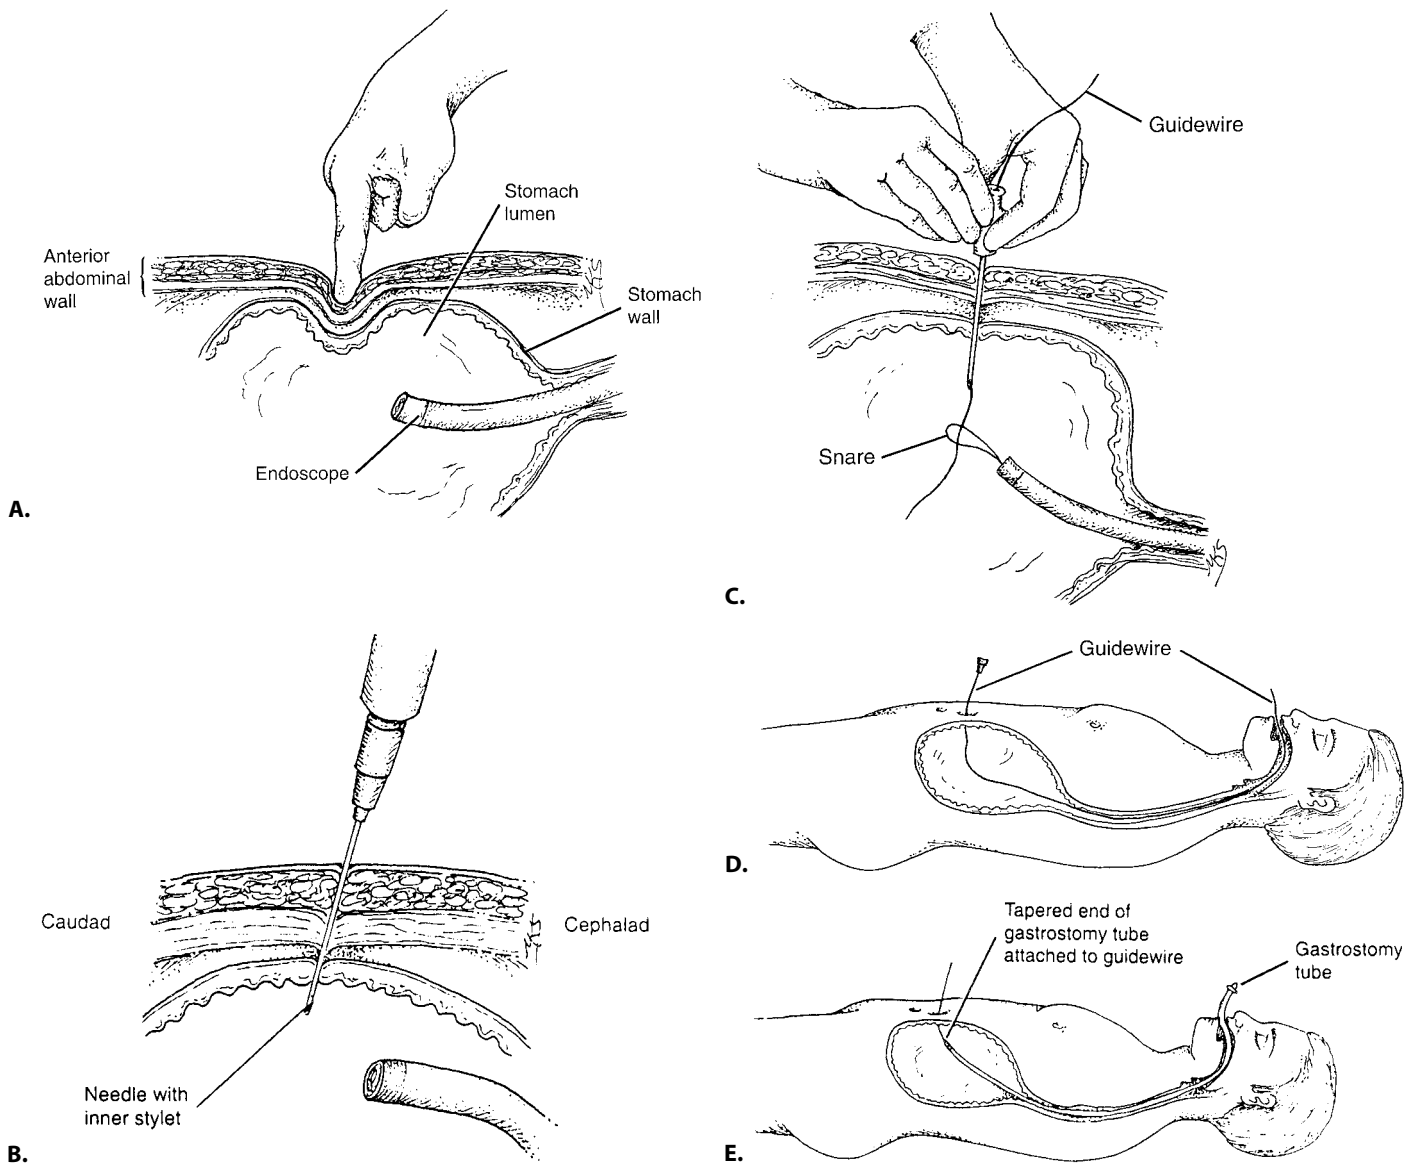 Stomach
lumen
Anterior
abdominal
wall
Stomach
wall
Endoscope
A.
Caudad
Cephalad
Needle with
inner stylet
B.
Guidewire
Snare
C.
Guidewire
D.
Tapered end of
gastrostomy tube
attached to guidewire
Gastrostomy
tube
E.